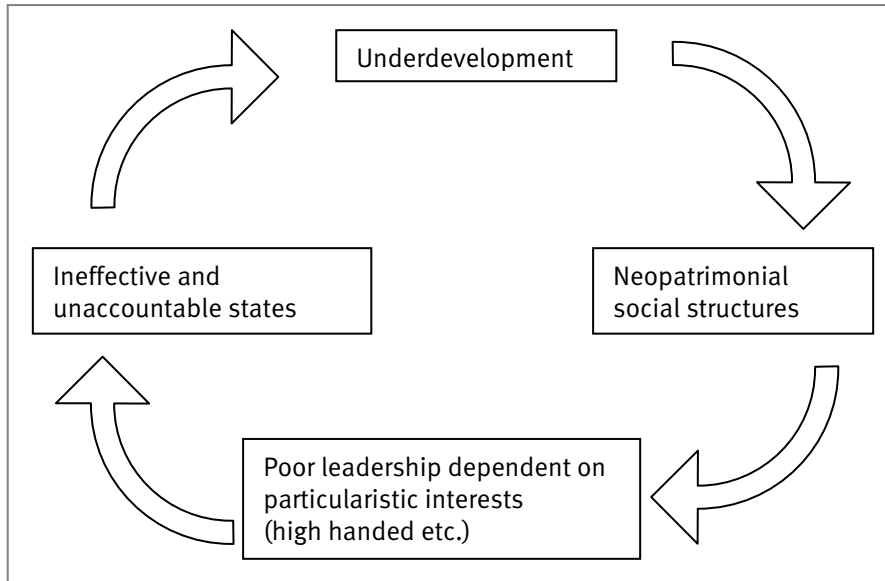 Underdevelopment
Neopatrimonial
social structures
Poor leadership dependent on
particularistic interests
(high handed etc.)
Ineffective and
unaccountable states